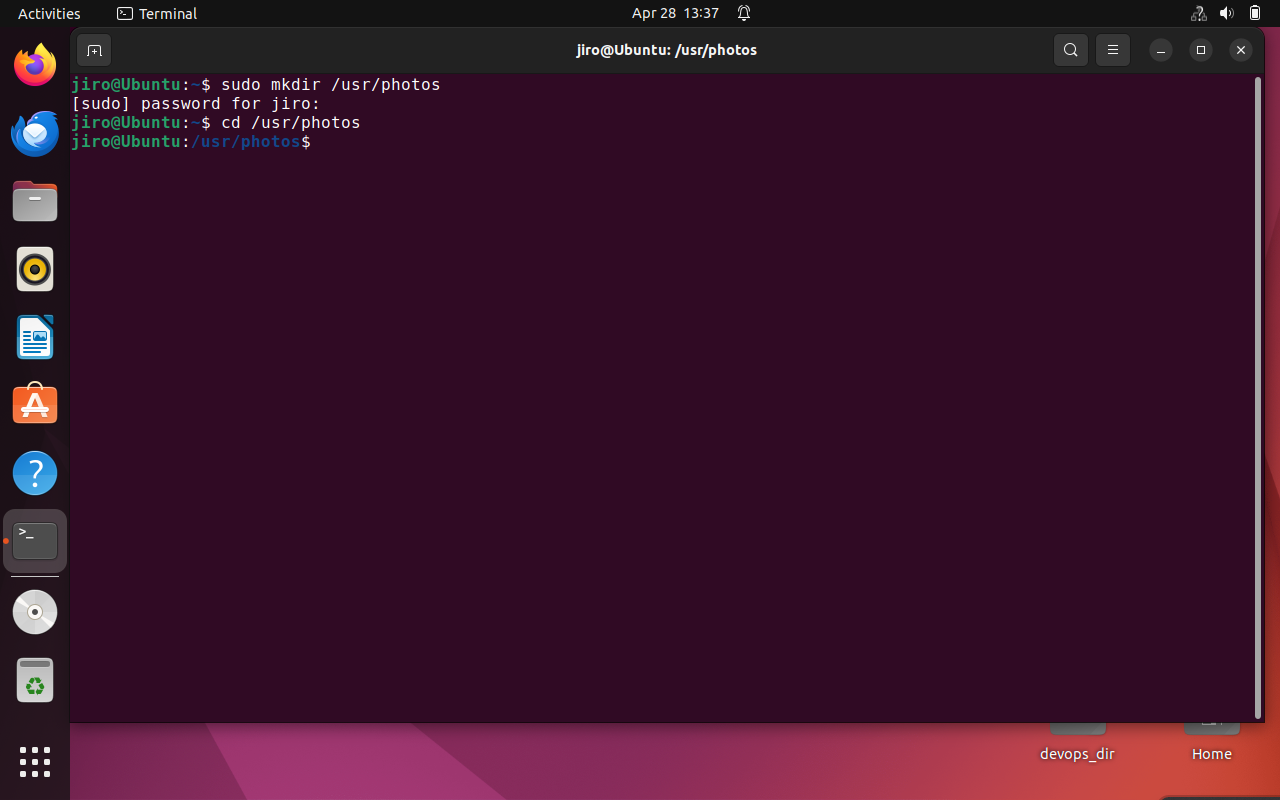 Activities
Terminal
Apr 28 13:37
jiro@Ubuntu: /usr/photos
jiro@Ubuntu:~$ sudo mkdir /usr/photos
[sudo] password for jiro:
jiro@Ubuntu:~$ cd /usr/photos
jiro@Ubuntu:/usr/photos$
devops_dir
Home